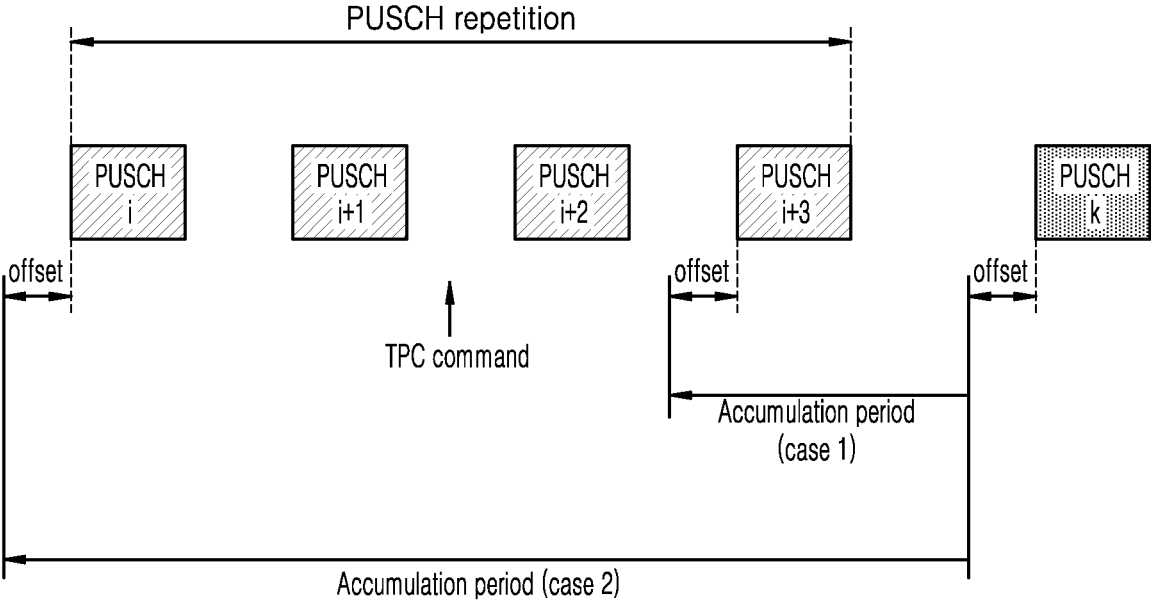 PUSCH repetition
PUSCH
i
PUSCH
i+1
PUSCH
i+2
PUSCH
i+3
PUSCH
k
offset
offset
offset
TPC command
Accumulation period
(case 1)
Accumulation period (case 2)